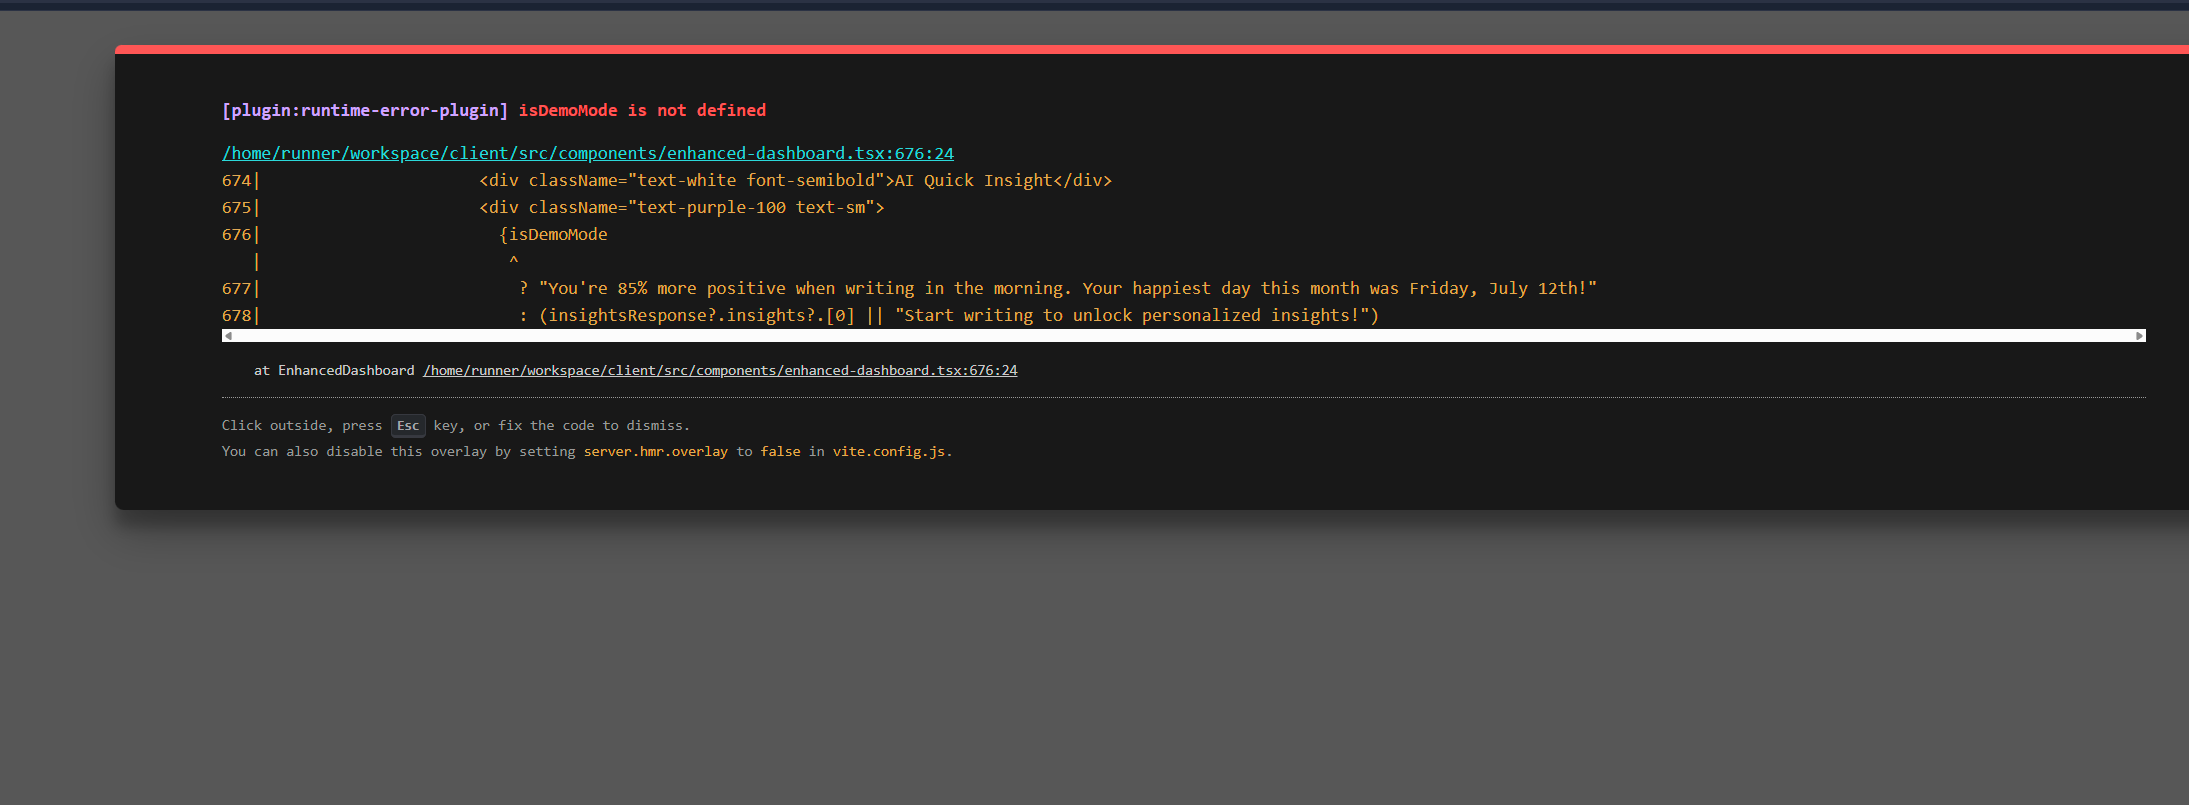 [plugin:runtime-error-plugin] isDemoMode is not defined
/home/runner/workspace/client/src/components/enhanced-dashboard.tsx:676:24
674|                      <div className="text-white font-semibold">AI Quick Insight</div>
675|                      <div className="text-purple-100 text-sm">
676|                        {isDemoMode
   |                         ^
677|                          ? "You're 85% more positive when writing in the morning. Your happiest day this month was Friday, July 12th!"
678|                          : (insightsResponse?.insights?.[0] || "Start writing to unlock personalized insights!")
at EnhancedDashboard /home/runner/workspace/client/src/components/enhanced-dashboard.tsx:676:24
Click outside, press Esc key, or fix the code to dismiss.
You can also disable this overlay by setting server.hmr.overlay to false in vite.config.js.